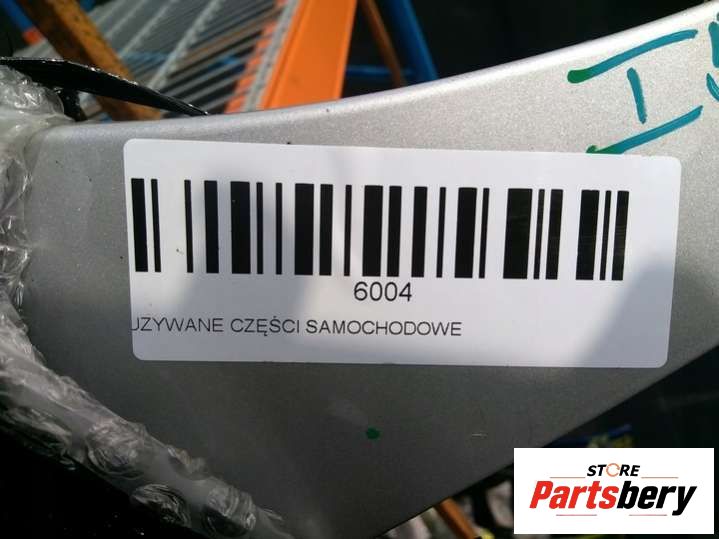 6004
UZYWANE CZĘŚCI SAMOCHODOWE
STORE
Partsbery